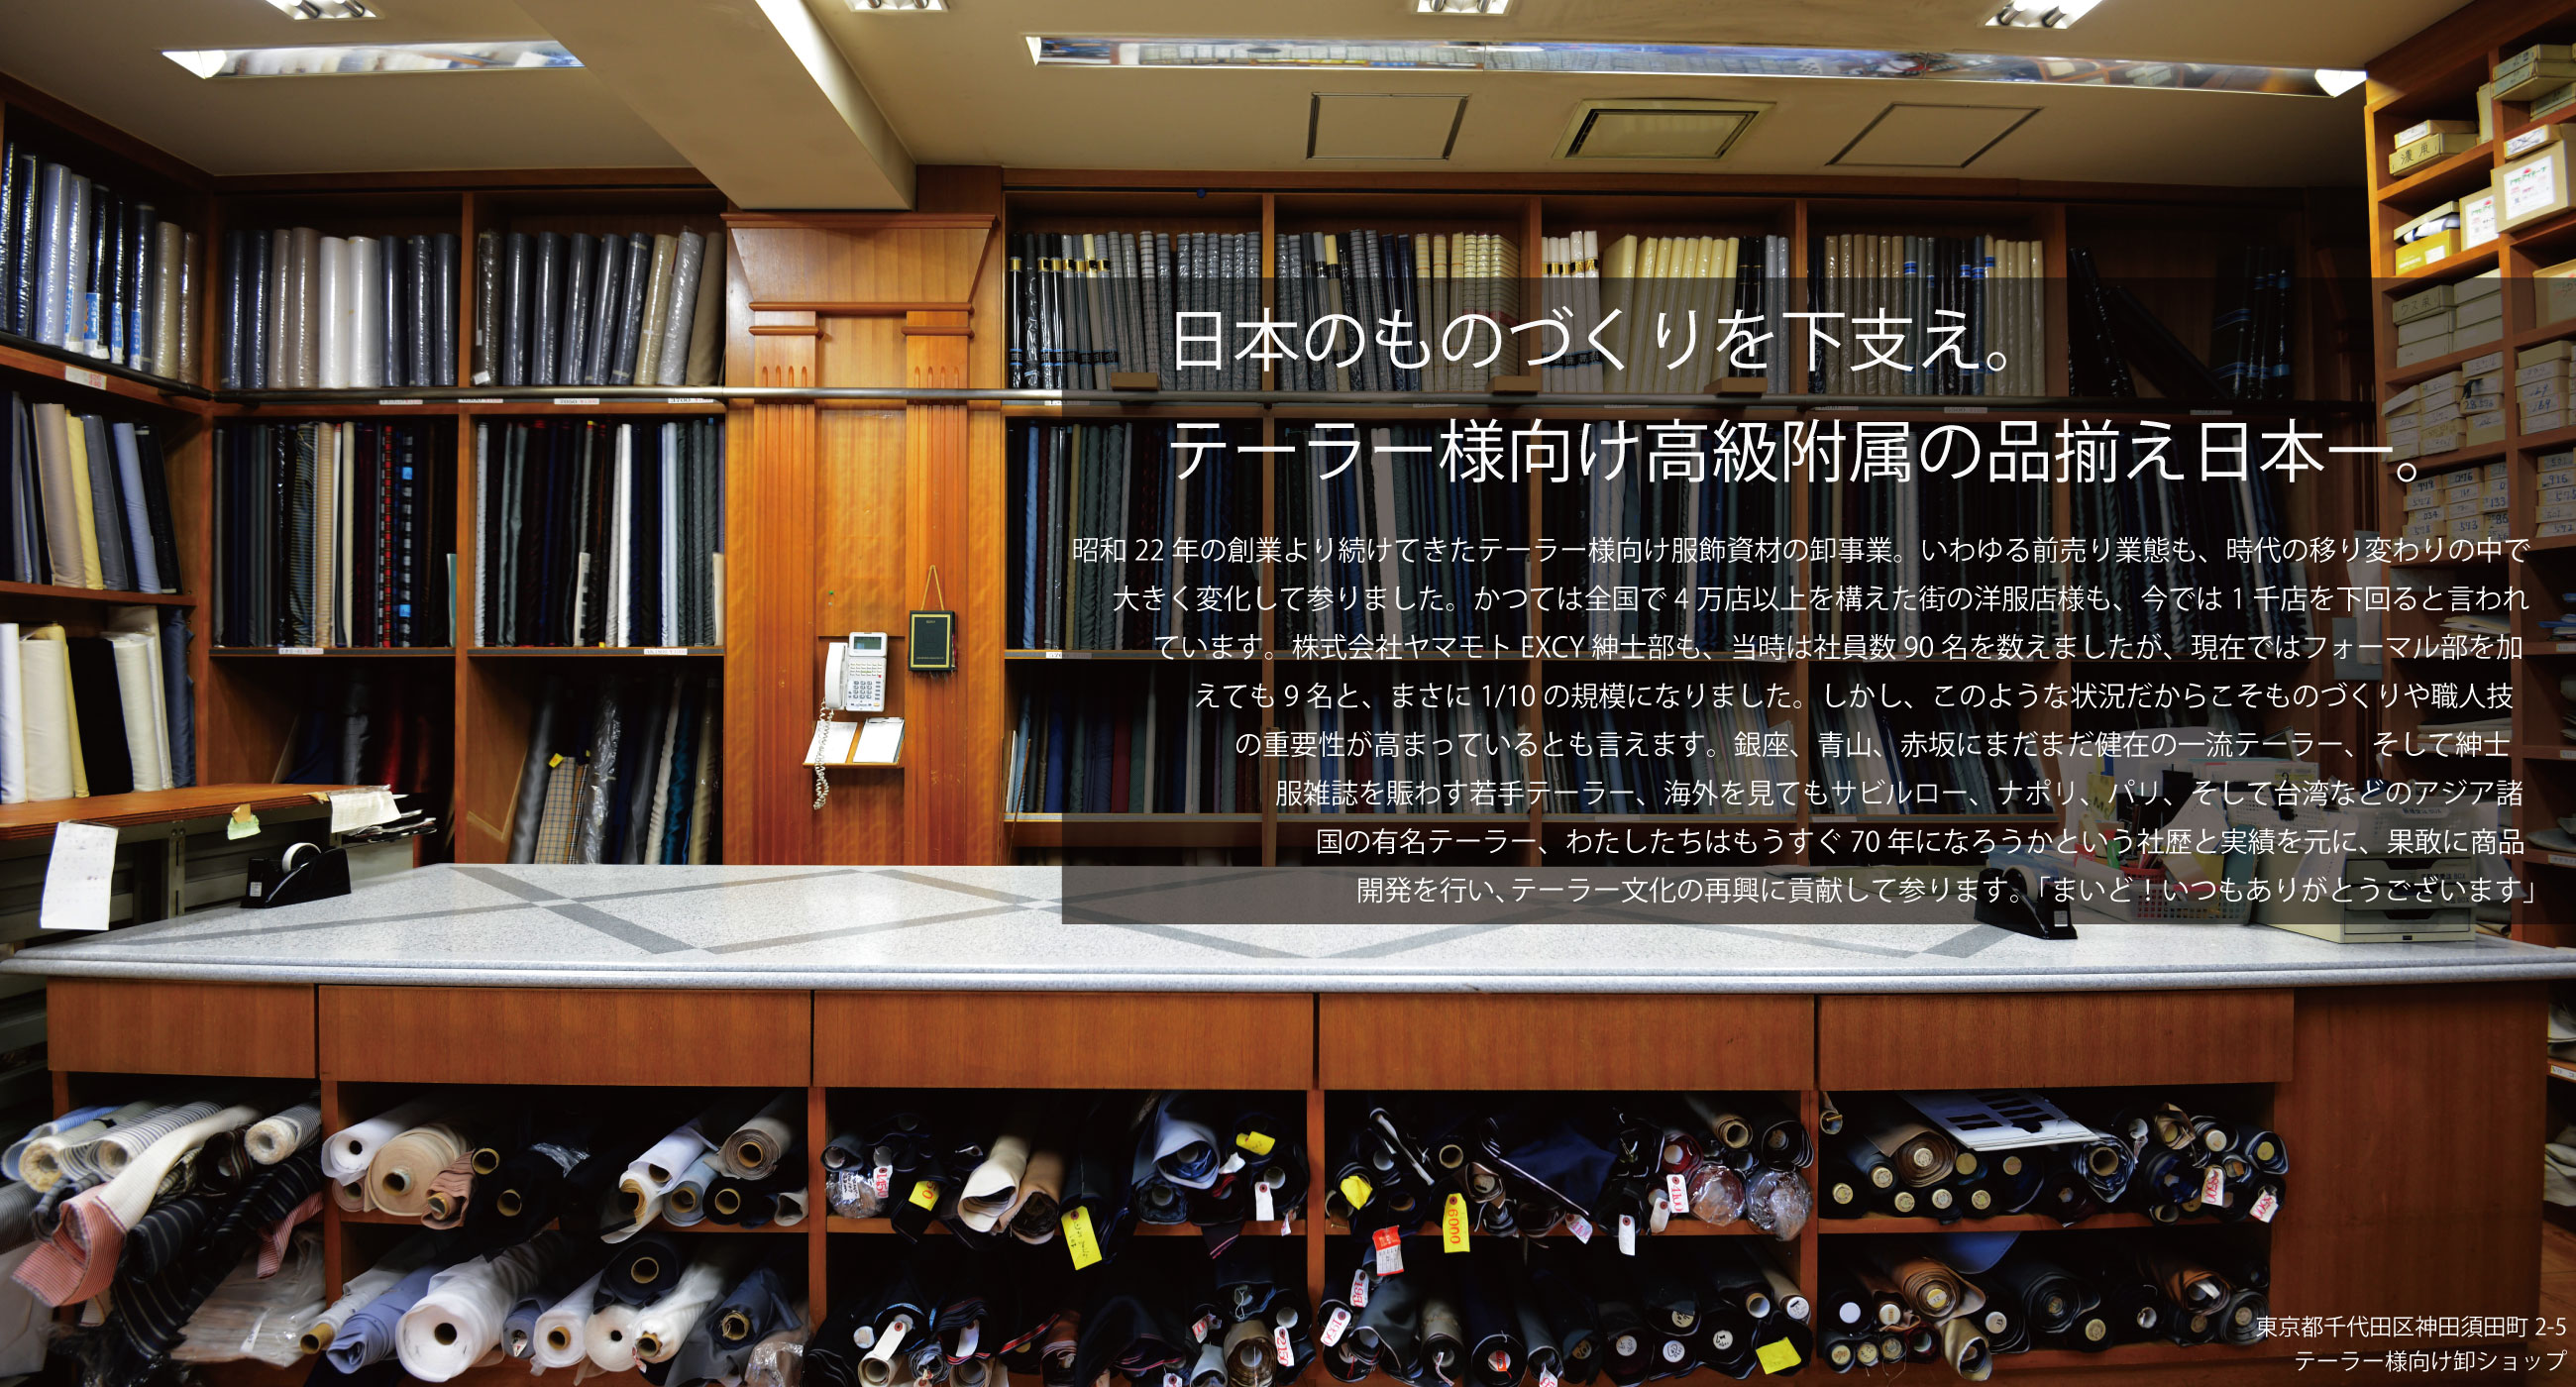 日本のものづくりを下支え。
テーラー様向け高級附属の品揃え日本一。
昭和 22 年の創業より続けてきたテーラー様向け服飾資材の卸事業。いわゆる前売り業態も、時代の移り変わりの中で
大きく変化して参りました。かつては全国で 4 万店以上を構えた街の洋服店様も、今では 1 千店を下回ると言われ
ています。株式会社ヤマモト EXCY 紳士部も、当時は社員数 90 名を数えましたが、現在ではフォーマル部を加
えても 9 名と、まさに 1/10 の規模になりました。しかし、このような状況だからこそものづくりや職人技
の重要性が高まっているとも言えます。銀座、青山、赤坂にまだまだ健在の一流テーラー、そして紳士
服雑誌を賑わす若手テーラー、海外を見てもサビルロー、ナポリ、パリ、そして台湾などのアジア諸
国の有名テーラー、わたしたちはもうすぐ 70 年になろうかという社歴と実績を元に、果敢に商品
開発を行い、テーラー文化の再興に貢献して参ります。「まいど！いつもありがとうございます」
6000
東京都千代田区神田須田町 2-5
テーラー様向け卸ショップ